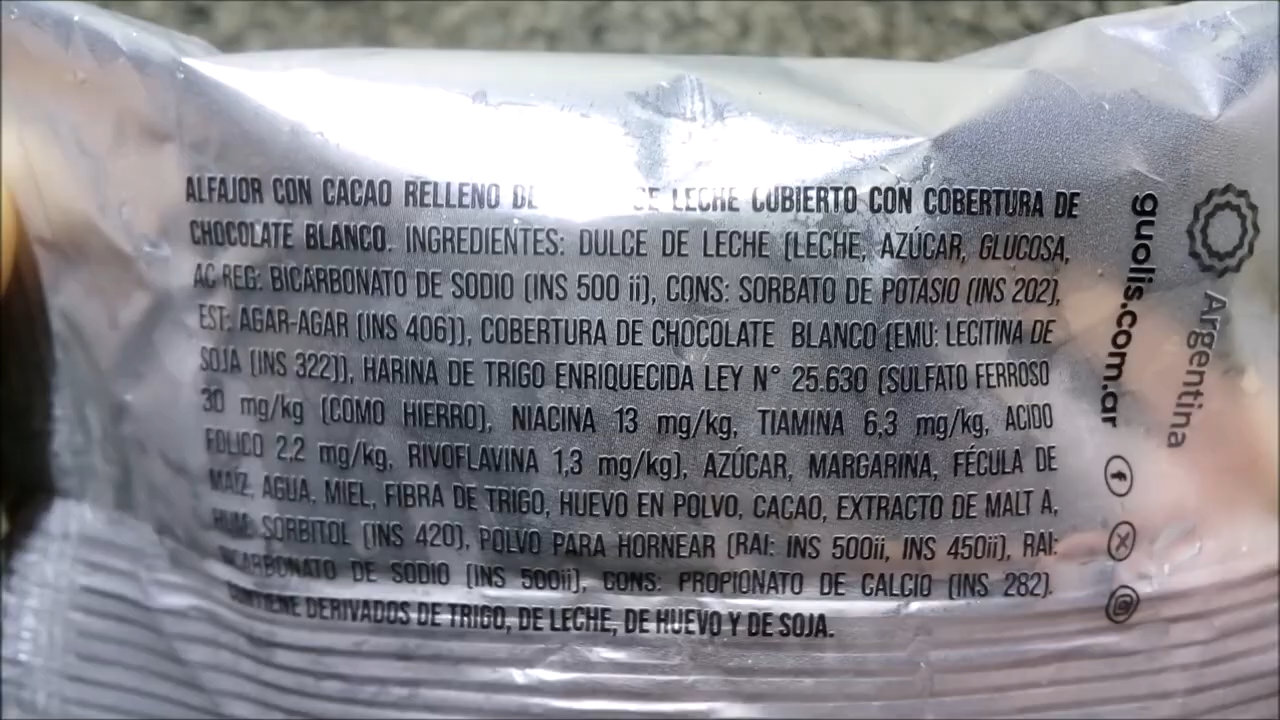 ALFAJOR CON CACAO RELLENO DE LECHE CUBIERTO CON COBERTURA DE
CHOCOLATE BLANCO. INGREDIENTES: DULCE DE LECHE (LECHE, AZÚCAR, GLUCOSA,
AC REG: BICARBONATO DE SODIO (INS 500 ii), CONS: SORBATO DE POTASIO (INS 202),
EST: AGAR-AGAR (INS 406)), COBERTURA DE CHOCOLATE BLANCO (EMU: LECITINA DE
SOJA (INS 322)), HARINA DE TRIGO ENRIQUECIDA LEY N° 25.630 (SULFATO FERROSO
30 mg/kg (COMO HIERRO), NIACINA 13 mg/kg, TIAMINA 6,3 mg/kg, ACIDO
FOLICO 2,2 mg/kg, RIVOFLAVINA 1,3 mg/kg), AZÚCAR, MARGARINA, FÉCULA DE
MAÍZ, AGUA, MIEL, FIBRA DE TRIGO, HUEVO EN POLVO, CACAO, EXTRACTO DE MALT A,
HUM: SORBITOL (INS 420), POLVO PARA HORNEAR (RAI: INS 500ii, INS 450ii), RAI:
BICARBONATO DE SODIO (INS 500ii), CONS: PROPIONATO DE CALCIO (INS 282).
CONTIENE DERIVADOS DE TRIGO, DE LECHE, DE HUEVO Y DE SOJA.
guolis.com.ar
Argentina